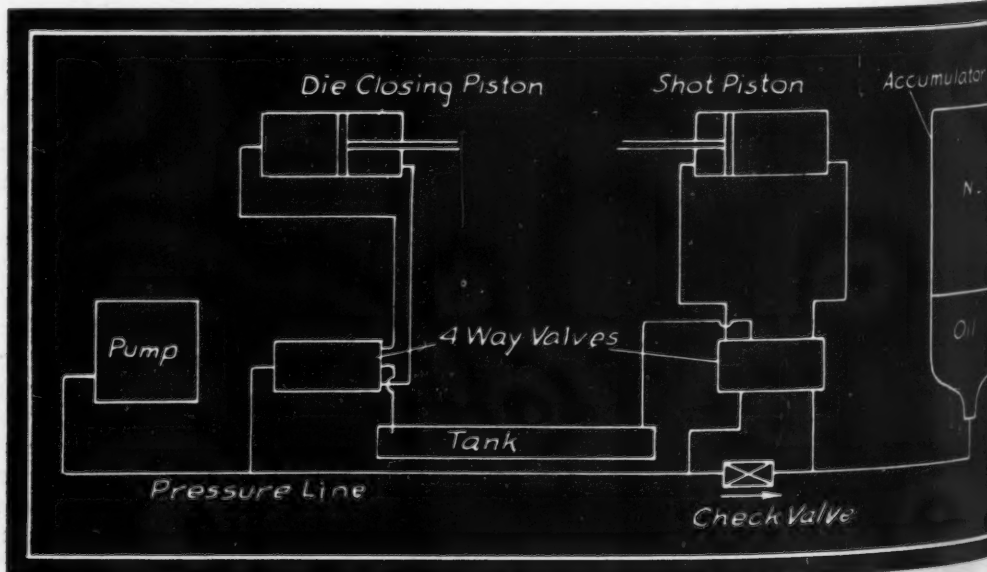 Die Closing Piston
Shot Piston
Accumulator
N.
Pump
4 Way Valves
Oil
Tank
Pressure Line
Check Valve